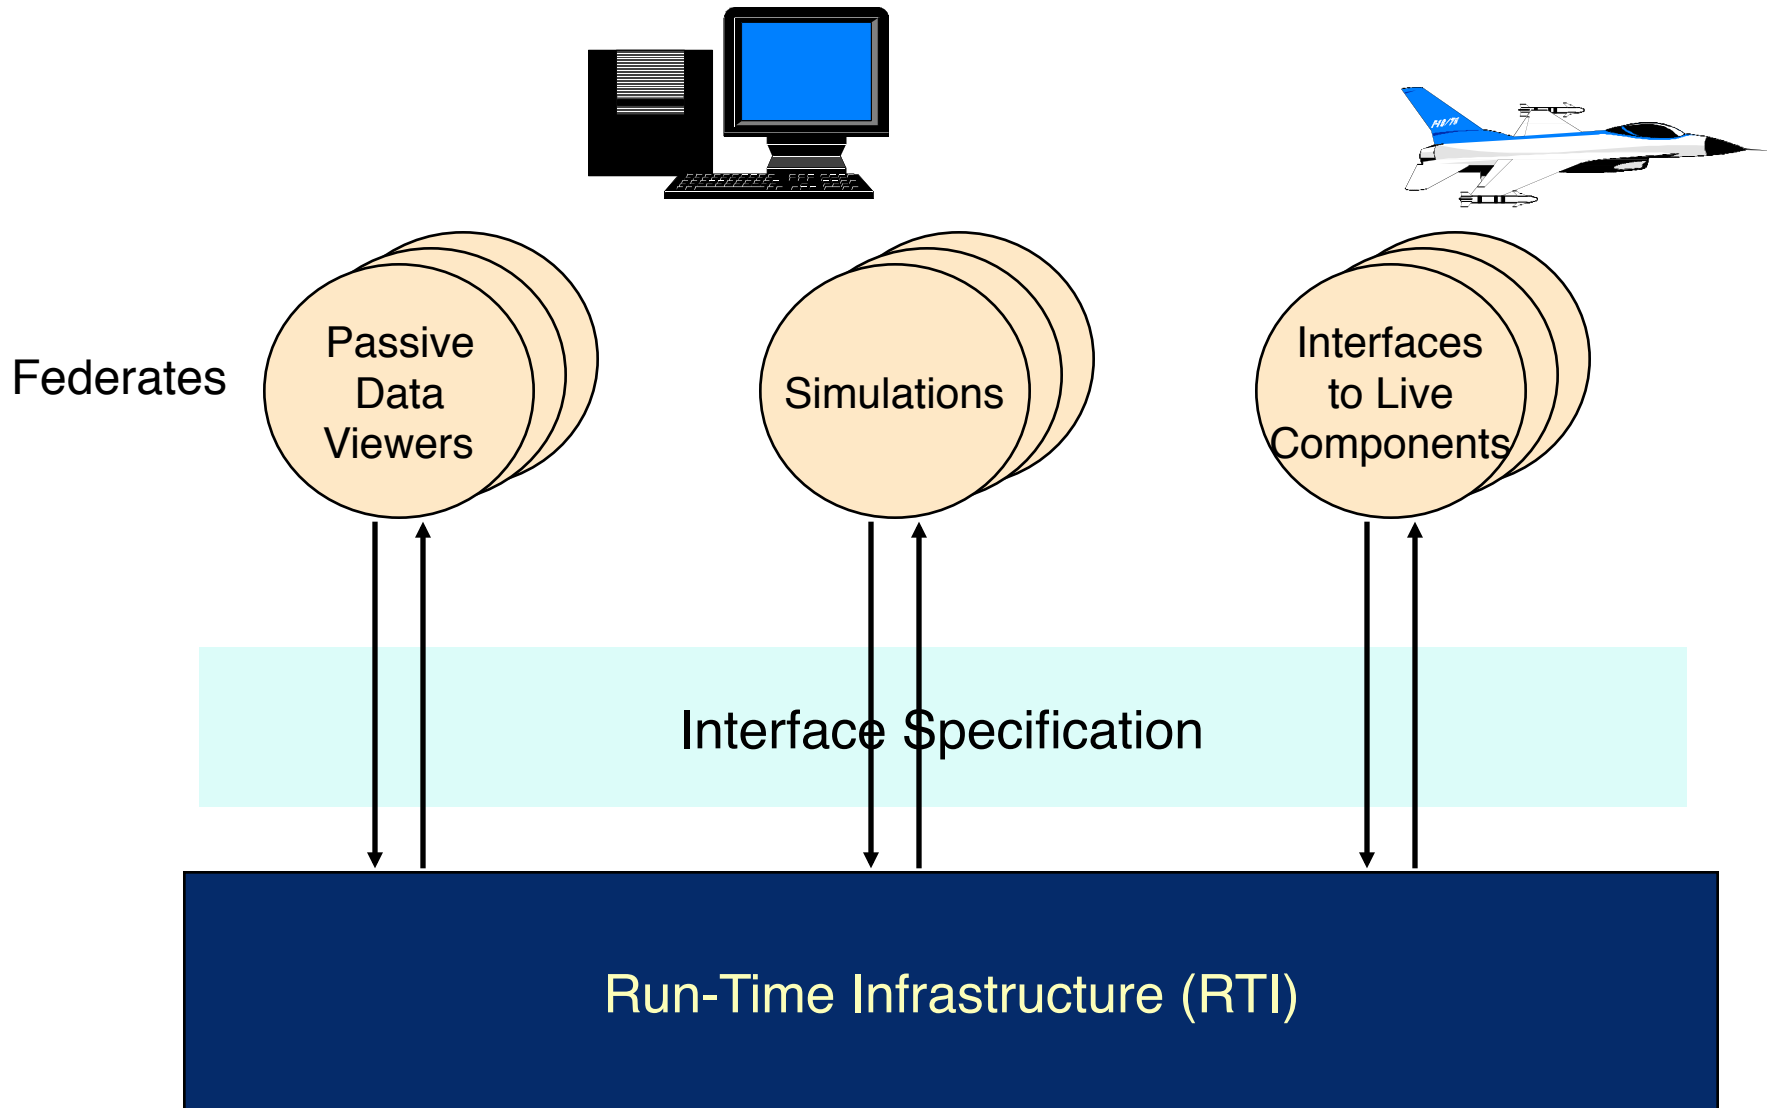 Federates
Passive
Data
Viewers
Simulations
Interfaces
to Live
Components
Interface Specification
Run-Time Infrastructure (RTI)